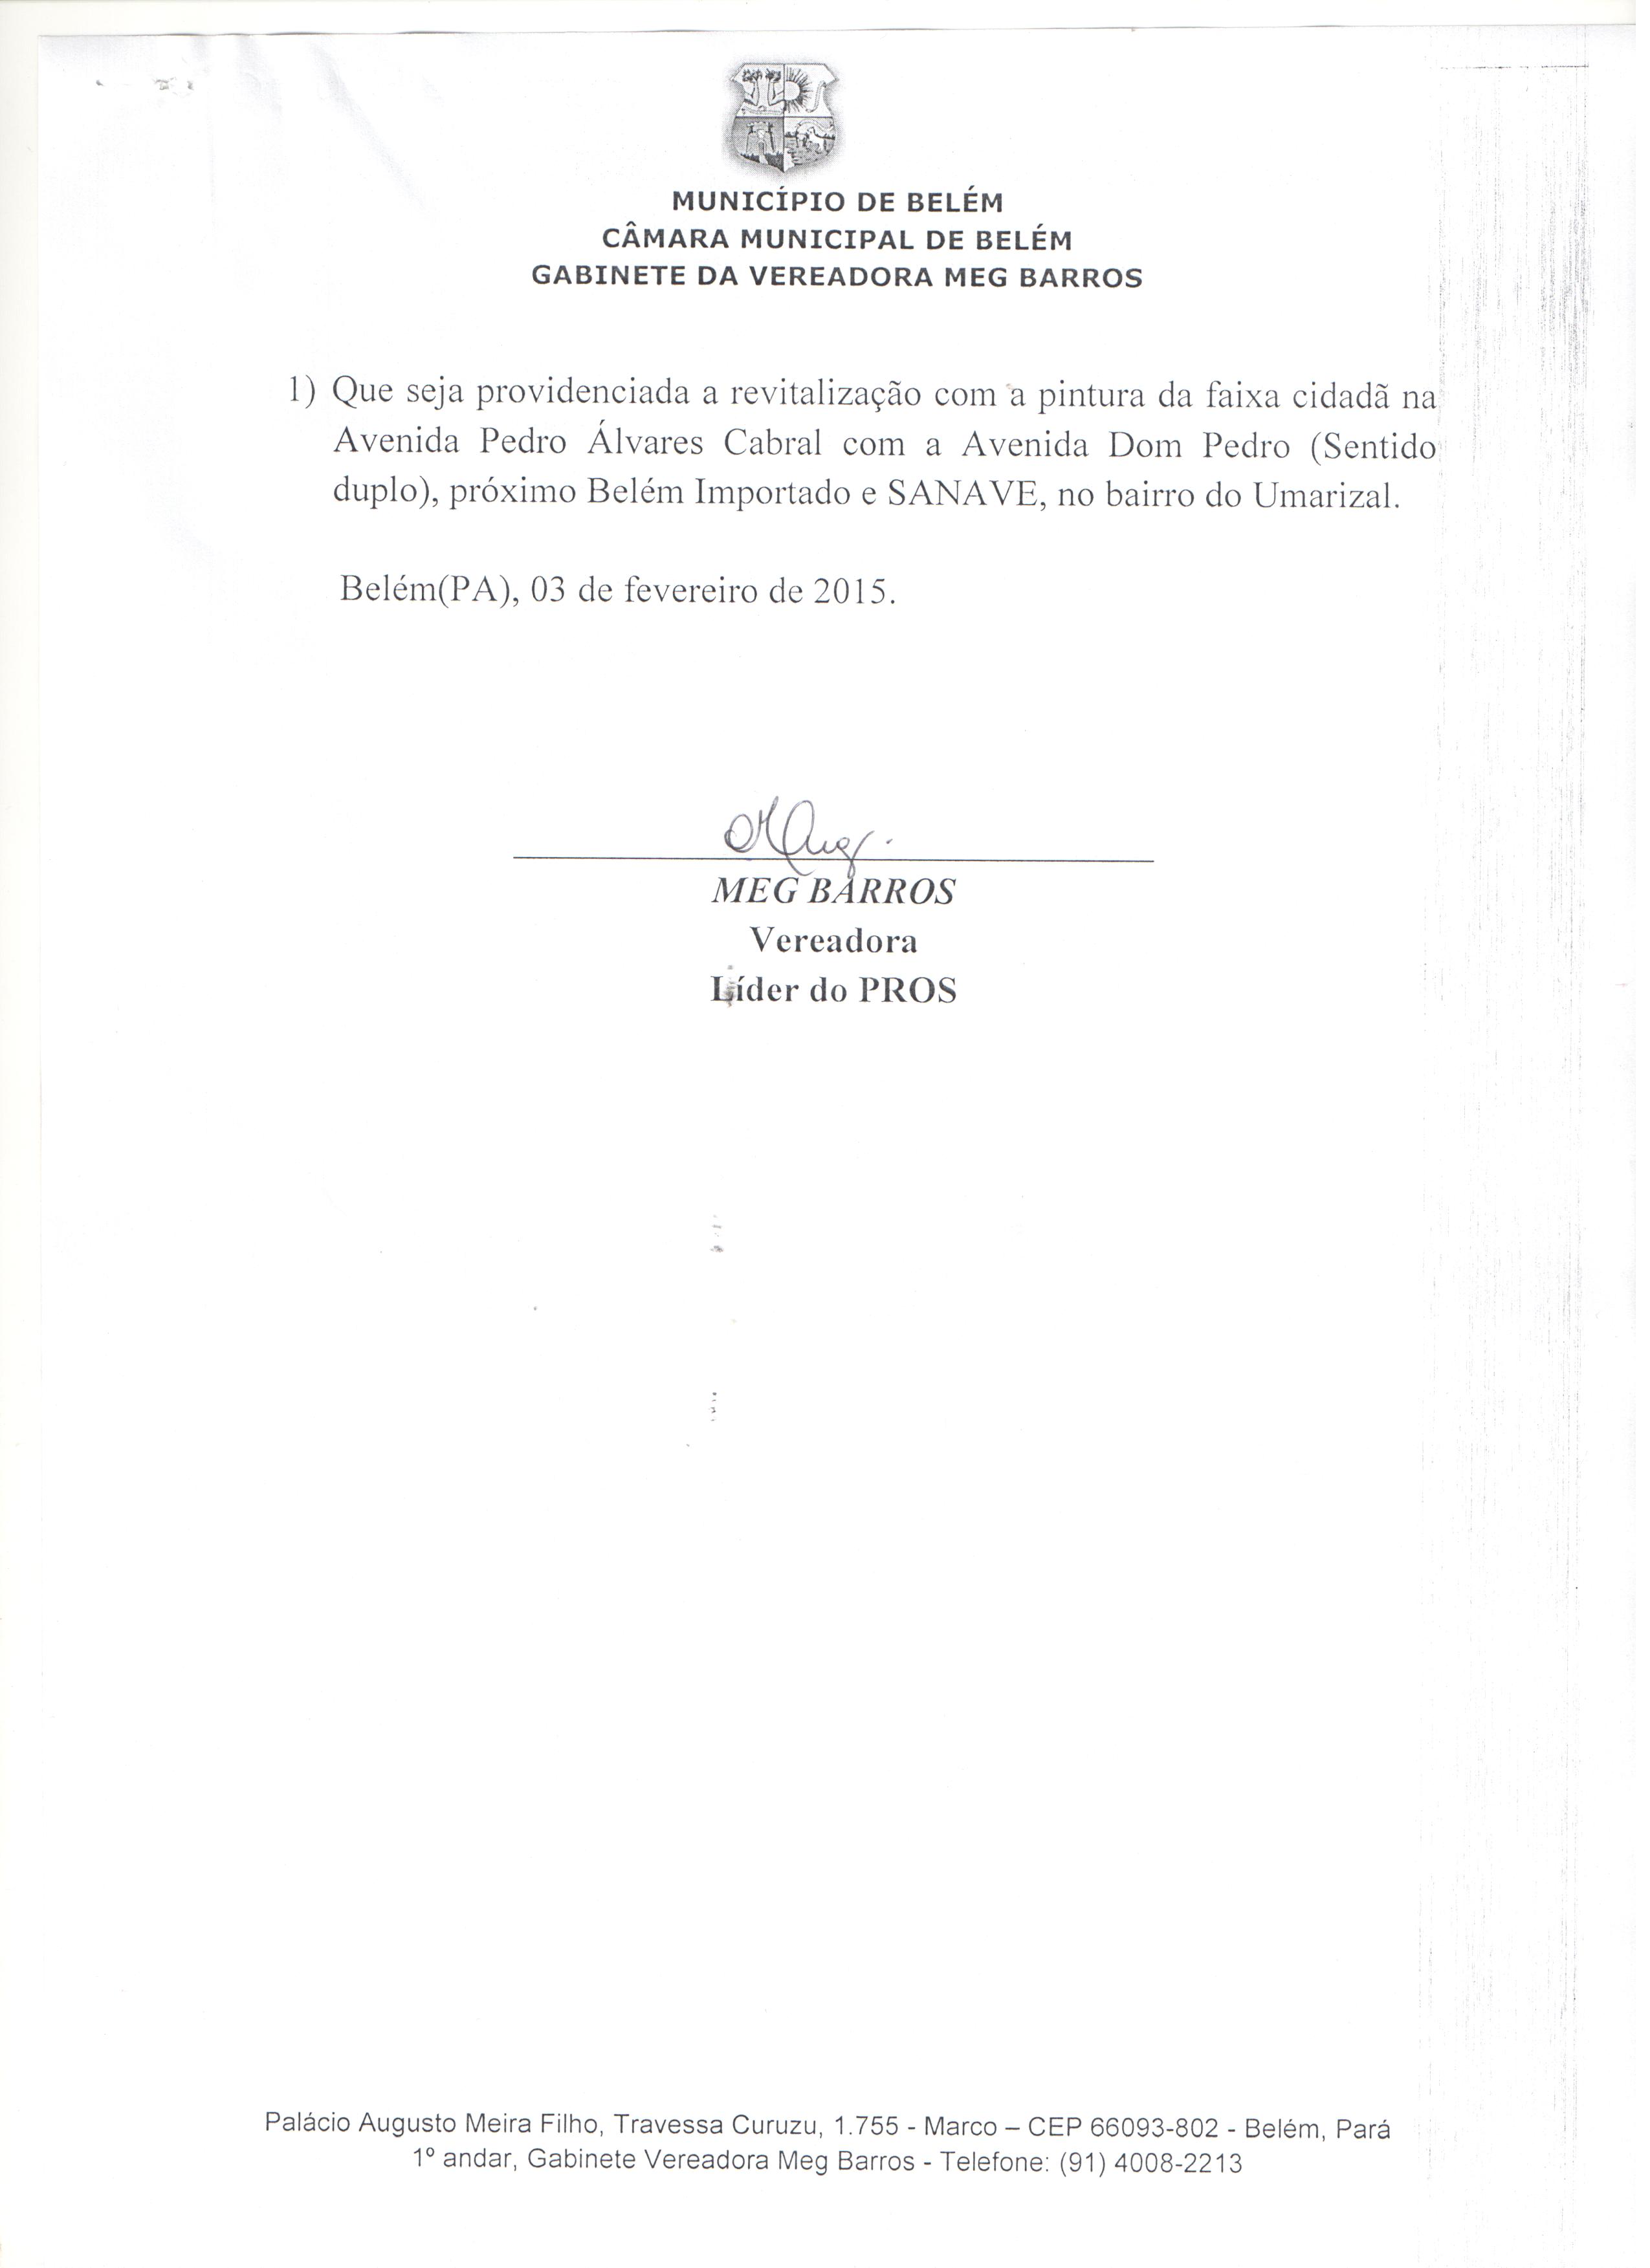 MUNICÍPIO DE BELÉM
CÂMARA MUNICIPAL DE BELÉM
GABINETE DA VEREADORA MEG BARROS
1) Que seja providenciada a revitalização com a pintura da faixa cidadã na
Avenida Pedro Álvares Cabral com a Avenida Dom Pedro (Sentido
duplo), próximo Belém Importado e SANAVE, no bairro do Umarizal.
Belém(PA), 03 de fevereiro de 2015.
MEG BARROS
Vereadora
Líder do PROS
Palácio Augusto Meira Filho, Travessa Curuzu, 1.755 - Marco – CEP 66093-802 - Belém, Pará
1º andar, Gabinete Vereadora Meg Barros - Telefone: (91) 4008-2213